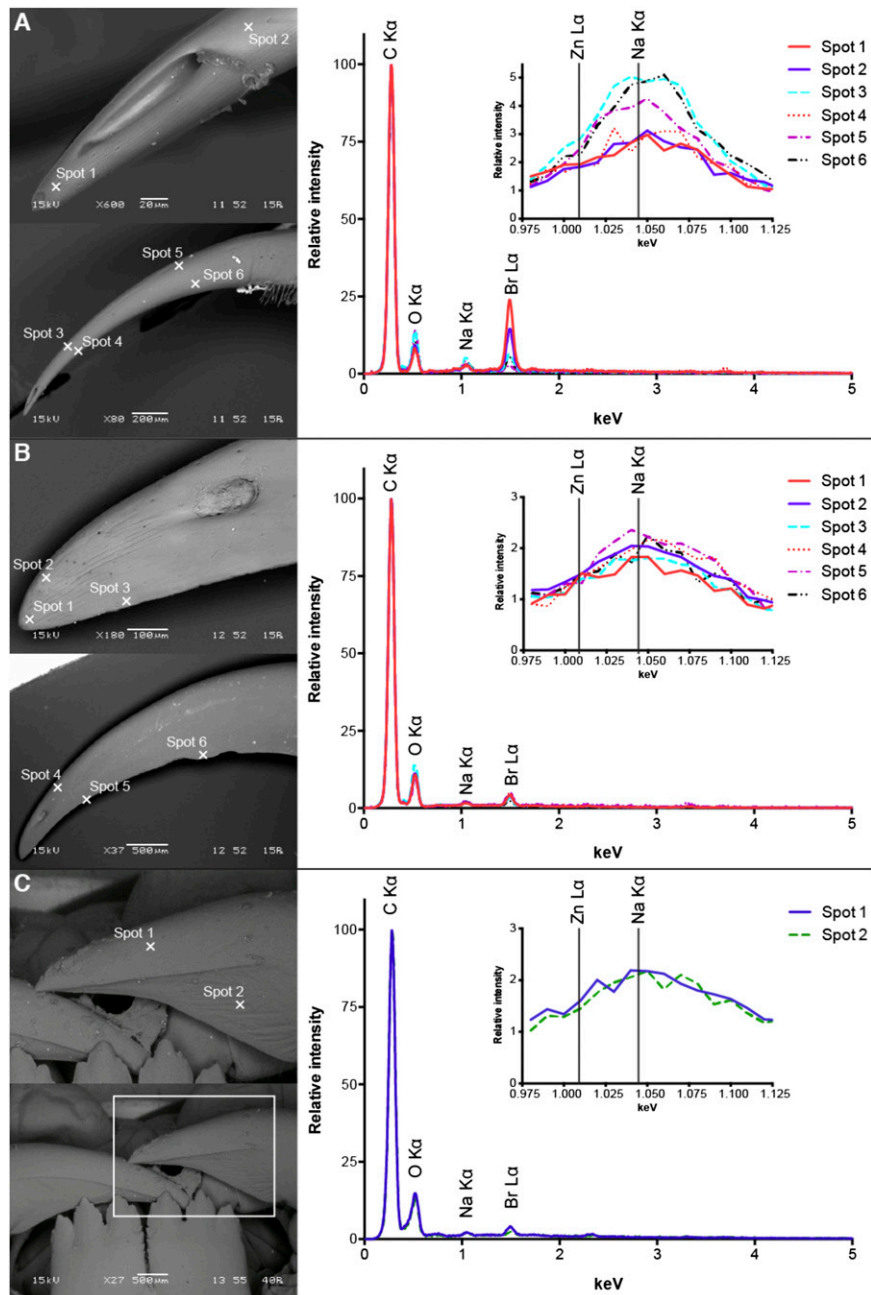 A
Spot 2
Spot 1
15kV X600 20μm 11 52 15R
Spot 5
Spot 6
Spot 3
Spot 4
15kV X80 200μm 11 52 15R
Relative intensity
100
75
50
25
0
0 1 2 3 4 5
keV
C Kα
O Kα
Na Kα
Br Lα
Zn Lα
Na Kα
Relative intensity
5
4
3
2
1
0
0.975 1.000 1.025 1.050 1.075 1.100 1.125
keV
Spot 1
Spot 2
Spot 3
Spot 4
Spot 5
Spot 6
B
Spot 2
Spot 3
Spot 1
15kV X180 100μm 12 52 15R
Spot 6
Spot 4
Spot 5
15kV X37 500μm 12 52 15R
Relative intensity
100
75
50
25
0
0 1 2 3 4 5
keV
C Kα
O Kα
Na Kα
Br Lα
Zn Lα
Na Kα
Relative intensity
3
2
1
0
0.975 1.000 1.025 1.050 1.075 1.100 1.125
keV
Spot 1
Spot 2
Spot 3
Spot 4
Spot 5
Spot 6
C
Spot 1
Spot 2
15kV X27 500μm 13 55 40R
Relative intensity
100
75
50
25
0
0 1 2 3 4 5
keV
C Kα
O Kα
Na Kα
Br Lα
Zn Lα
Na Kα
Relative intensity
3
2
1
0
0.975 1.000 1.025 1.050 1.075 1.100 1.125
keV
Spot 1
Spot 2